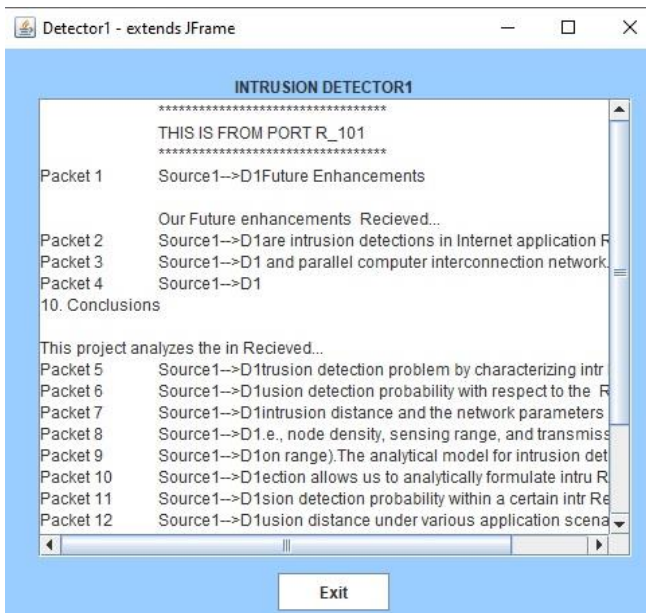 Detector1 - extends JFrame
INTRUSION DETECTOR1
**********************************
THIS IS FROM PORT R_101
**********************************
Packet 1 Source1-->D1Future Enhancements
Our Future enhancements  Recieved...
Packet 2 Source1-->D1are intrusion detections in Internet application R
Packet 3 Source1-->D1 and parallel computer interconnection network.
Packet 4 Source1-->D1
10. Conclusions
This project analyzes the in Recieved...
Packet 5 Source1-->D1trusion detection problem by characterizing intr
Packet 6 Source1-->D1usion detection probability with respect to the  R
Packet 7 Source1-->D1intrusion distance and the network parameters
Packet 8 Source1-->D1.e., node density, sensing range, and transmiss
Packet 9 Source1-->D1on range).The analytical model for intrusion det
Packet 10 Source1-->D1ection allows us to analytically formulate intru R
Packet 11 Source1-->D1sion detection probability within a certain intr Re
Packet 12 Source1-->D1usion distance under various application scena
Exit